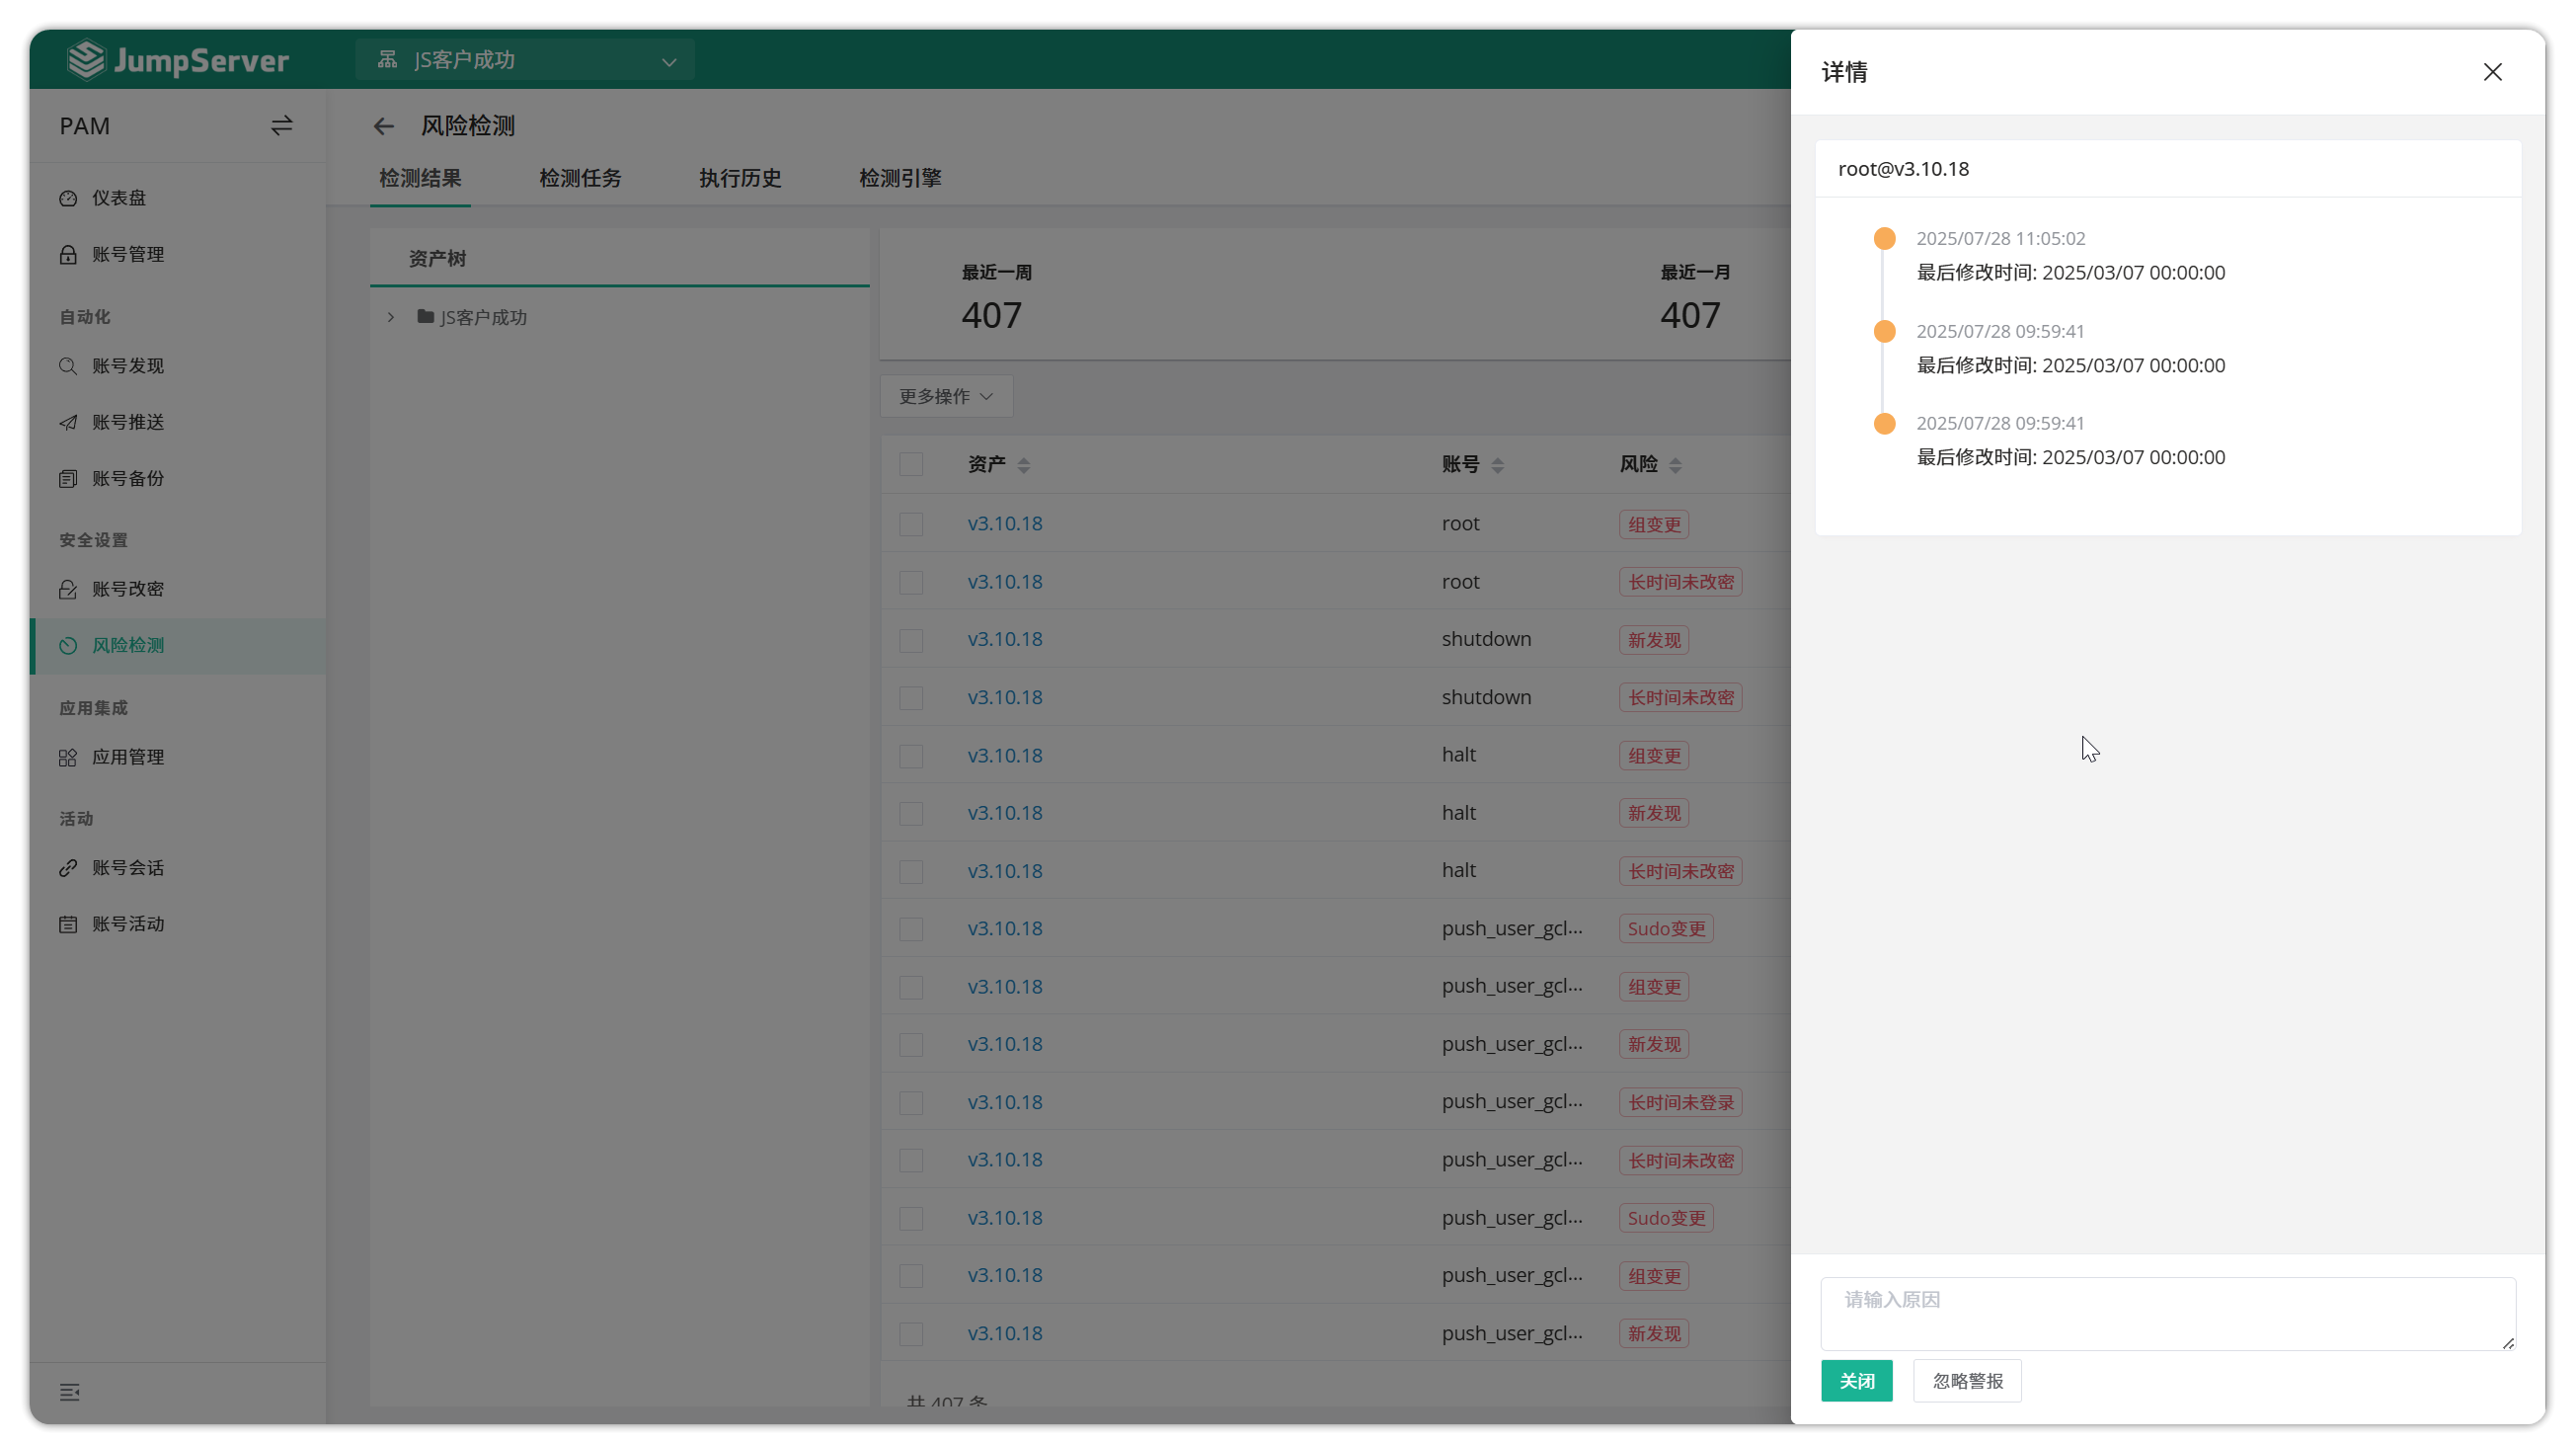 JumpServer
JS客户成功
PAM
仪表盘
账号管理
自动化
账号发现
账号推送
账号备份
安全设置
账号改密
风险检测
应用集成
应用管理
活动
账号会话
账号活动
风险检测
检测结果 检测任务 执行历史 检测引擎
资产树
JS客户成功
最近一周 最近一月
407 407
更多操作
资产 账号 风险
v3.10.18 root 组变更
v3.10.18 root 长时间未改密
v3.10.18 shutdown 新发现
v3.10.18 shutdown 长时间未改密
v3.10.18 halt 组变更
v3.10.18 halt 新发现
v3.10.18 halt 长时间未改密
v3.10.18 push_user_gcl... Sudo变更
v3.10.18 push_user_gcl... 组变更
v3.10.18 push_user_gcl... 新发现
v3.10.18 push_user_gcl... 长时间未登录
v3.10.18 push_user_gcl... 长时间未改密
v3.10.18 push_user_gcl... Sudo变更
v3.10.18 push_user_gcl... 组变更
v3.10.18 push_user_gcl... 新发现
共 407 条
详情
root@v3.10.18
2025/07/28 11:05:02
最后修改时间: 2025/03/07 00:00:00
2025/07/28 09:59:41
最后修改时间: 2025/03/07 00:00:00
2025/07/28 09:59:41
最后修改时间: 2025/03/07 00:00:00
请输入原因
关闭 忽略警报